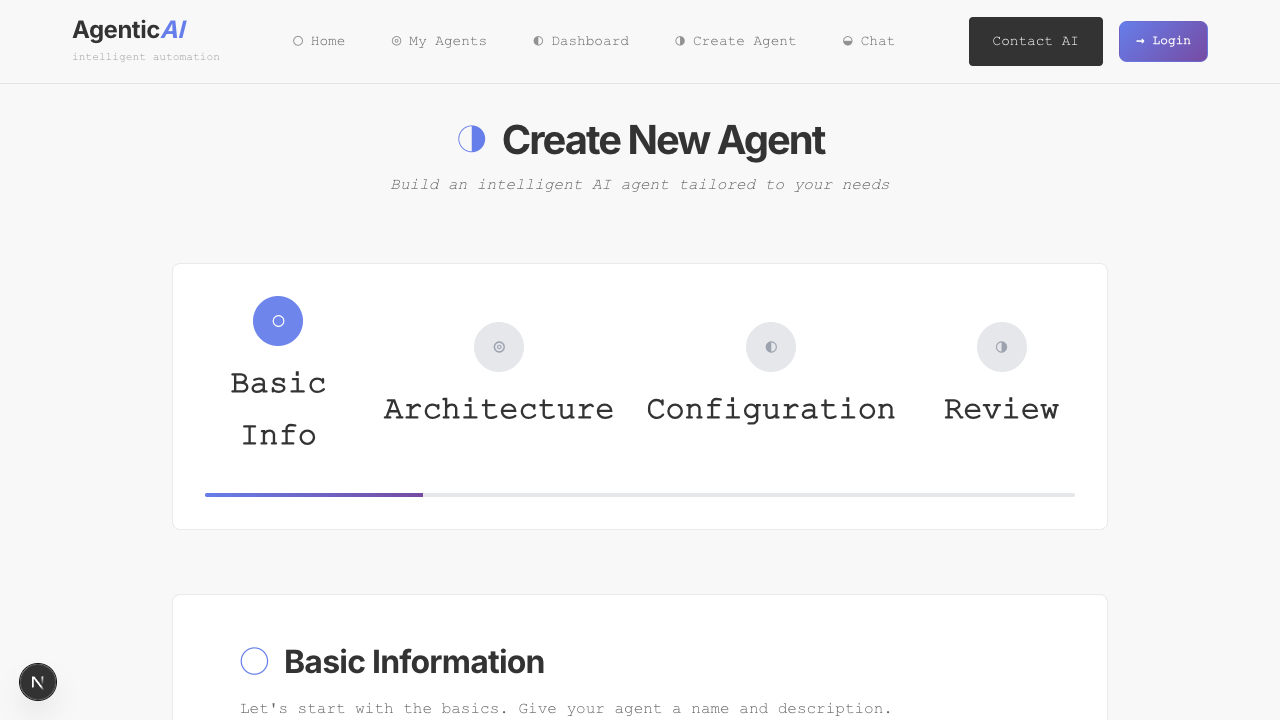 AgenticAI
intelligent automation
○ Home
◎ My Agents
◐ Dashboard
◑ Create Agent
◒ Chat
Contact AI
→ Login
◑ Create New Agent
Build an intelligent AI agent tailored to your needs
○
Basic
Info
◎
Architecture
◐
Configuration
◑
Review
○ Basic Information
Let's start with the basics. Give your agent a name and description.
N